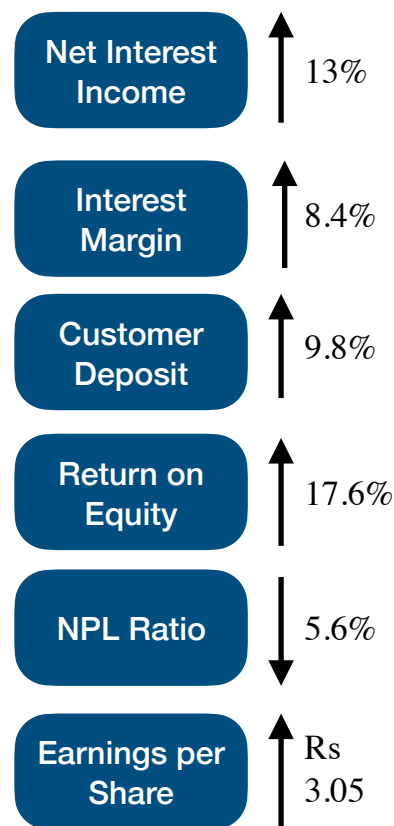 Net Interest
Income
13%
Interest
Margin
8.4%
Customer
Deposit
9.8%
Return on
Equity
17.6%
NPL Ratio
5.6%
Earnings per
Share
Rs
3.05